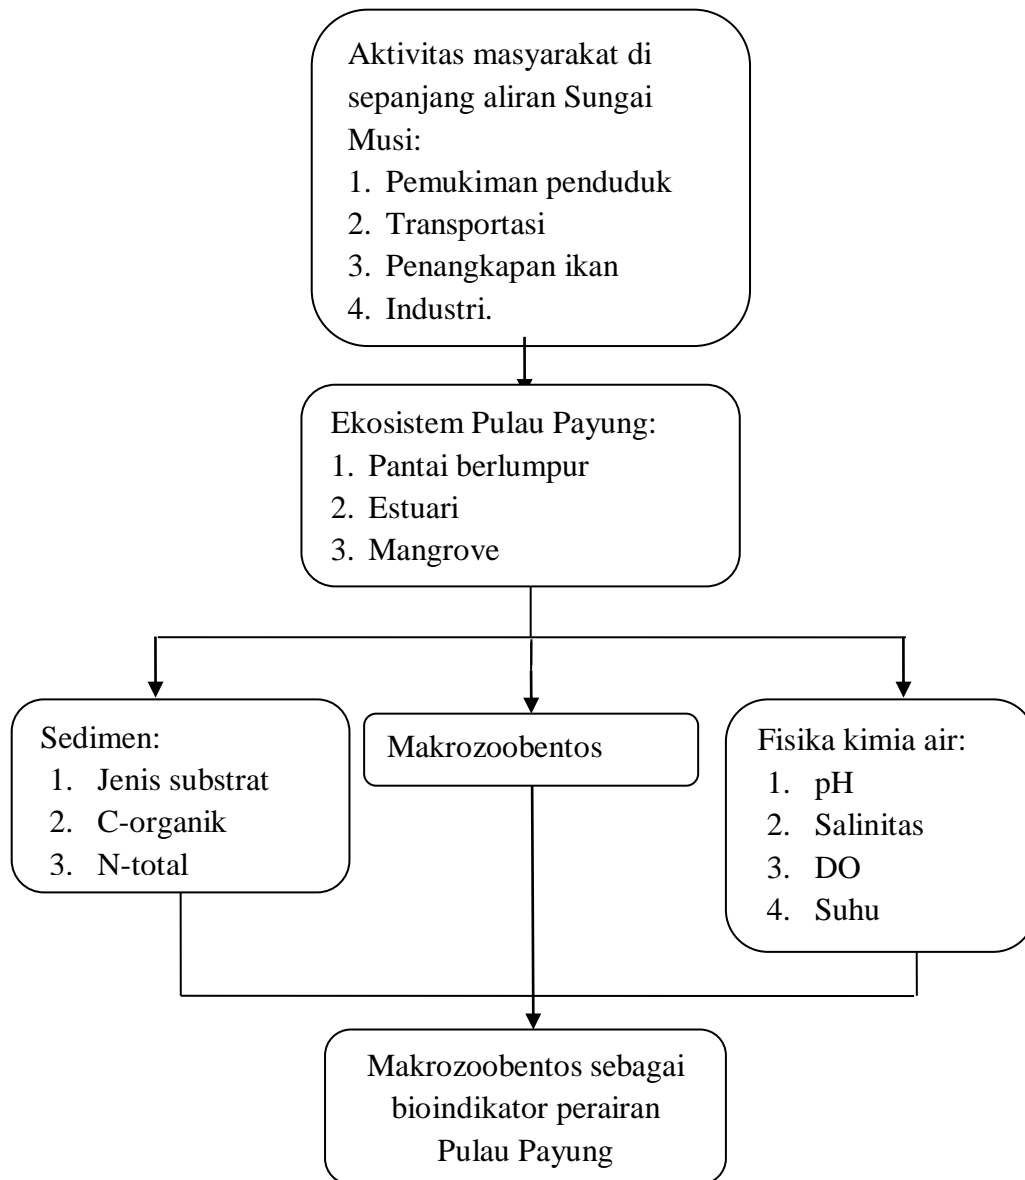 Aktivitas masyarakat di
sepanjang aliran Sungai
Musi:
1. Pemukiman penduduk
2. Transportasi
3. Penangkapan ikan
4. Industri.
Ekosistem Pulau Payung:
1. Pantai berlumpur
2. Estuari
3. Mangrove
Sedimen:
1. Jenis substrat
2. C-organik
3. N-total
Makrozoobentos
Fisika kimia air:
1. pH
2. Salinitas
3. DO
4. Suhu
Makrozoobentos sebagai
bioindikator perairan
Pulau Payung